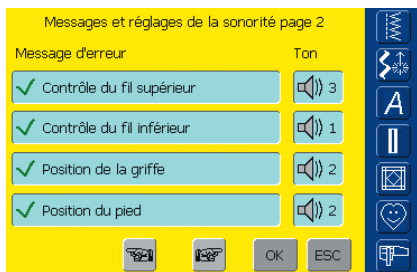 Messages et réglages de la sonorité page 2
Message d'erreur Ton
Contrôle du fil supérieur 3
Contrôle du fil inférieur 1
Position de la griffe 2
Position du pied 2
OK ESC
A